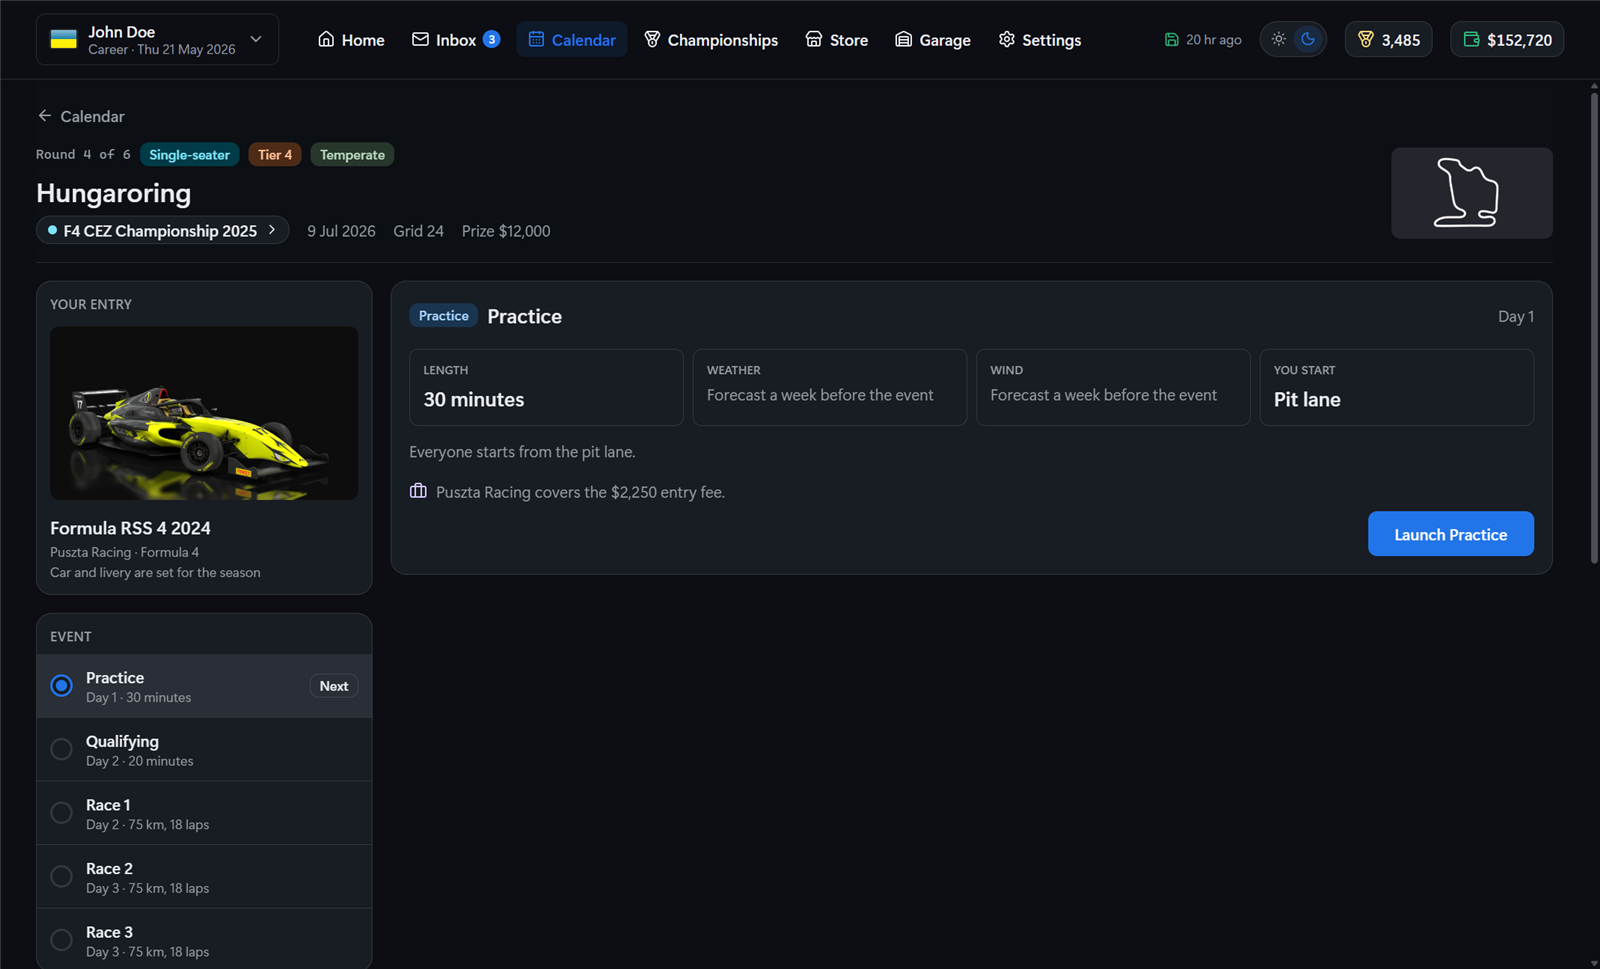 John Doe
Career · Thu 21 May 2026
Home
Inbox 3
Calendar
Championships
Store
Garage
Settings
20 hr ago
3,485
$152,720
Calendar
Round 4 of 6 Single-seater Tier 4 Temperate
Hungaroring
F4 CEZ Championship 2025 9 Jul 2026 Grid 24 Prize $12,000
YOUR ENTRY
Formula RSS 4 2024
Puszta Racing · Formula 4
Car and livery are set for the season
EVENT
Practice
Day 1 · 30 minutes
Next
Qualifying
Day 2 · 20 minutes
Race 1
Day 2 · 75 km, 18 laps
Race 2
Day 3 · 75 km, 18 laps
Race 3
Day 3 · 75 km, 18 laps
Practice Practice Day 1
LENGTH
30 minutes
WEATHER
Forecast a week before the event
WIND
Forecast a week before the event
YOU START
Pit lane
Everyone starts from the pit lane.
Puszta Racing covers the $2,250 entry fee.
Launch Practice